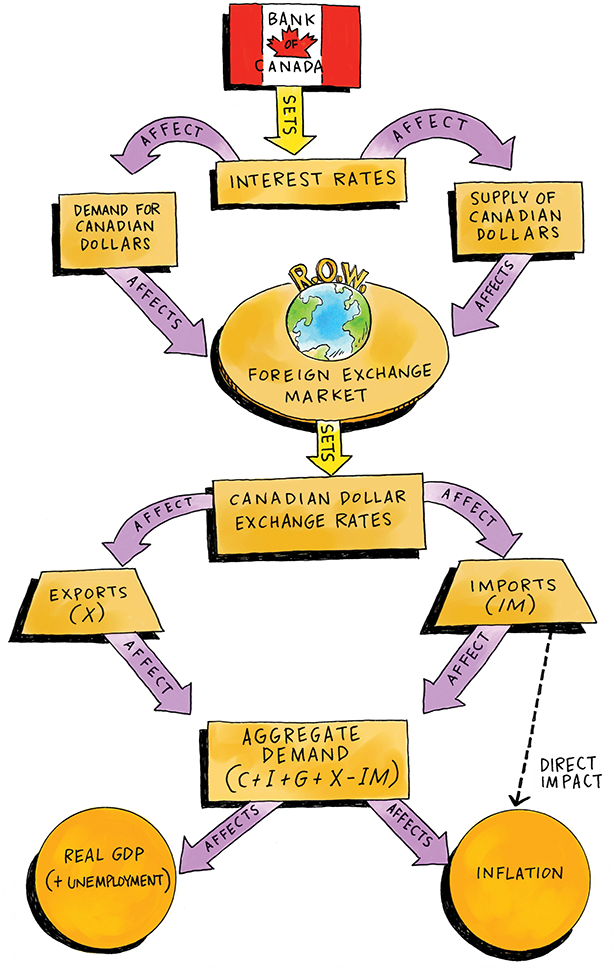 BANK
OF
CANADA
SETS
AFFECT
AFFECT
INTEREST RATES
DEMAND FOR
CANADIAN
DOLLARS
SUPPLY OF
CANADIAN
DOLLARS
AFFECTS
AFFECTS
R.O.W.
FOREIGN EXCHANGE
MARKET
SETS
CANADIAN DOLLAR
EXCHANGE RATES
AFFECT
AFFECT
EXPORTS
(X)
IMPORTS
(IM)
AFFECT
AFFECT
AGGREGATE
DEMAND
(C+I+G+X-IM)
DIRECT
IMPACT
AFFECTS
AFFECTS
REAL GDP
(+ UNEMPLOYMENT)
INFLATION